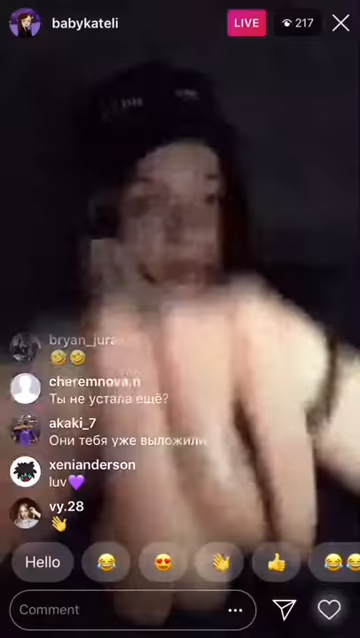 babykateli
LIVE
217
bryan_jura
🤣🤣
cheremnova.n
Ты не устала ещё?
akaki_7
Они тебя уже выложили
xenianderson
luv💜
vy.28
👋
Hello 😂 😍 👋 👍 😂😂
Comment